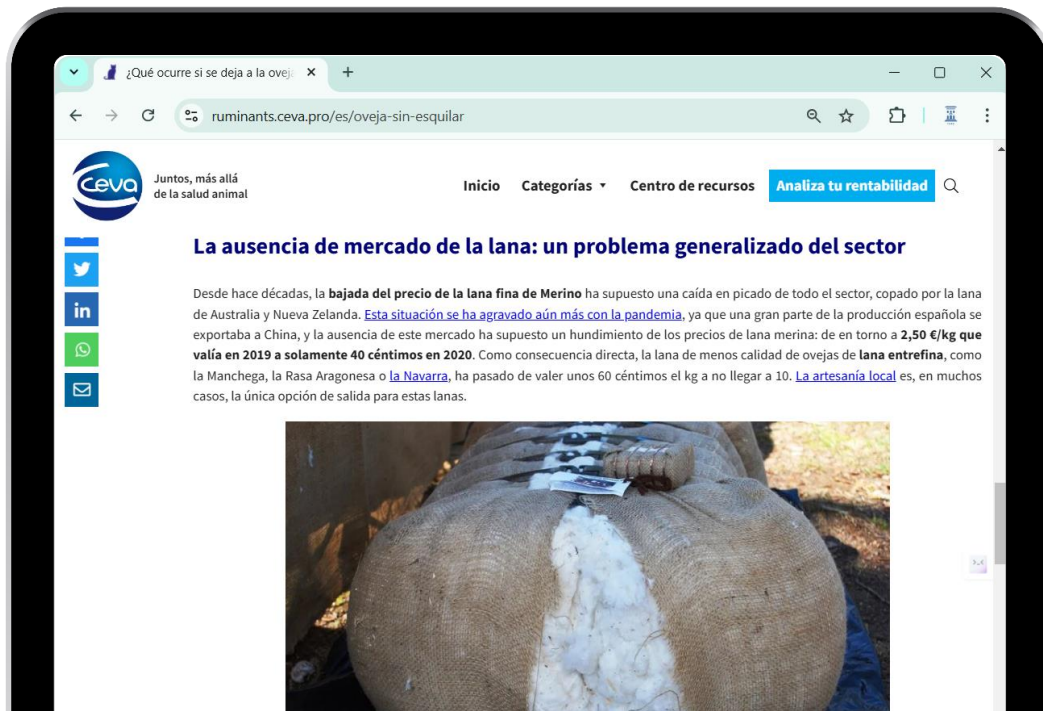 ¿Qué ocurre si se deja a la ovej
ruminants.ceva.pro/es/oveja-sin-esquilar
Ceva
Juntos, más allá
de la salud animal
Inicio
Categorías
Centro de recursos
Analiza tu rentabilidad
La ausencia de mercado de la lana: un problema generalizado del sector
Desde hace décadas, la bajada del precio de la lana fina de Merino ha supuesto una caída en picado de todo el sector, copado por la lana
de Australia y Nueva Zelanda. Esta situación se ha agravado aún más con la pandemia, ya que una gran parte de la producción española se
exportaba a China, y la ausencia de este mercado ha supuesto un hundimiento de los precios de lana merina: de en torno a 2,50 €/kg que
valía en 2019 a solamente 40 céntimos en 2020. Como consecuencia directa, la lana de menos calidad de ovejas de lana entrefina, como
la Manchega, la Rasa Aragonesa o la Navarra, ha pasado de valer unos 60 céntimos el kg a no llegar a 10. La artesanía local es, en muchos
casos, la única opción de salida para estas lanas.
in